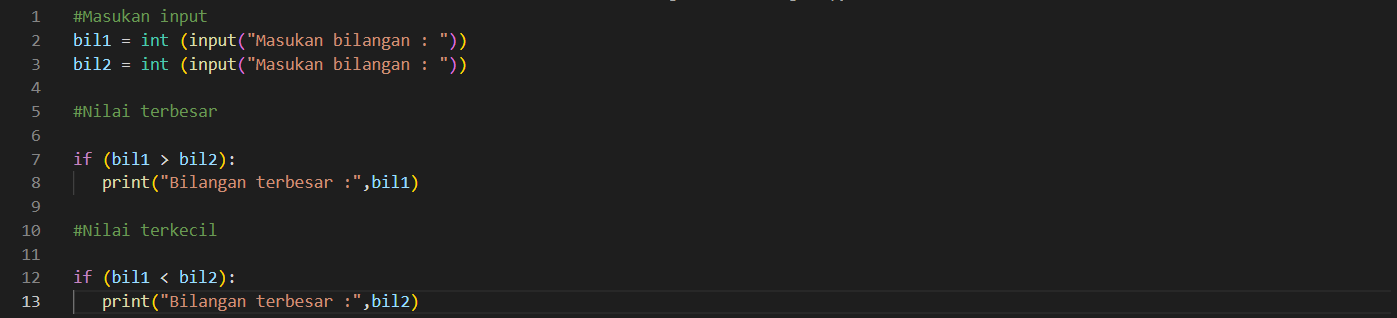 1 #Masukan input
2 bil1 = int (input("Masukan bilangan : "))
3 bil2 = int (input("Masukan bilangan : "))
4
5 #Nilai terbesar
6
7 if (bil1 > bil2):
8 print("Bilangan terbesar :",bil1)
9
10 #Nilai terkecil
11
12 if (bil1 < bil2):
13 print("Bilangan terbesar :",bil2)